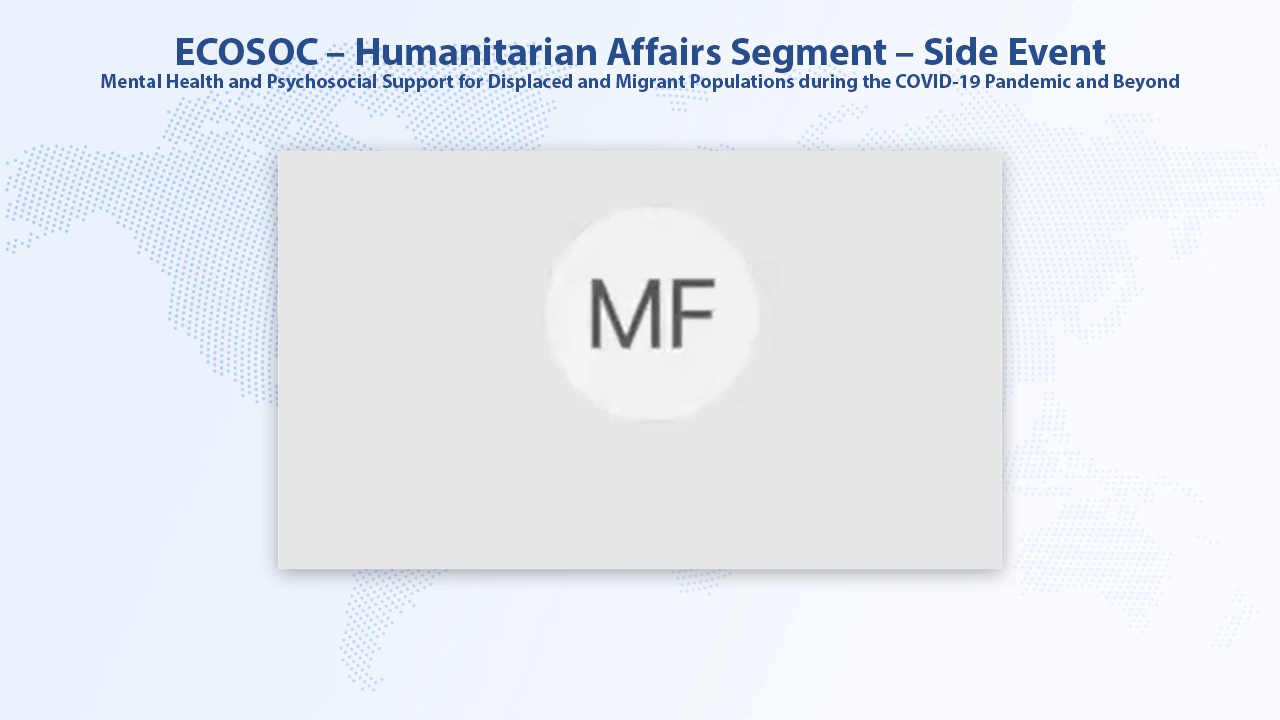 ECOSOC – Humanitarian Affairs Segment – Side Event
Mental Health and Psychosocial Support for Displaced and Migrant Populations during the COVID-19 Pandemic and Beyond
MF